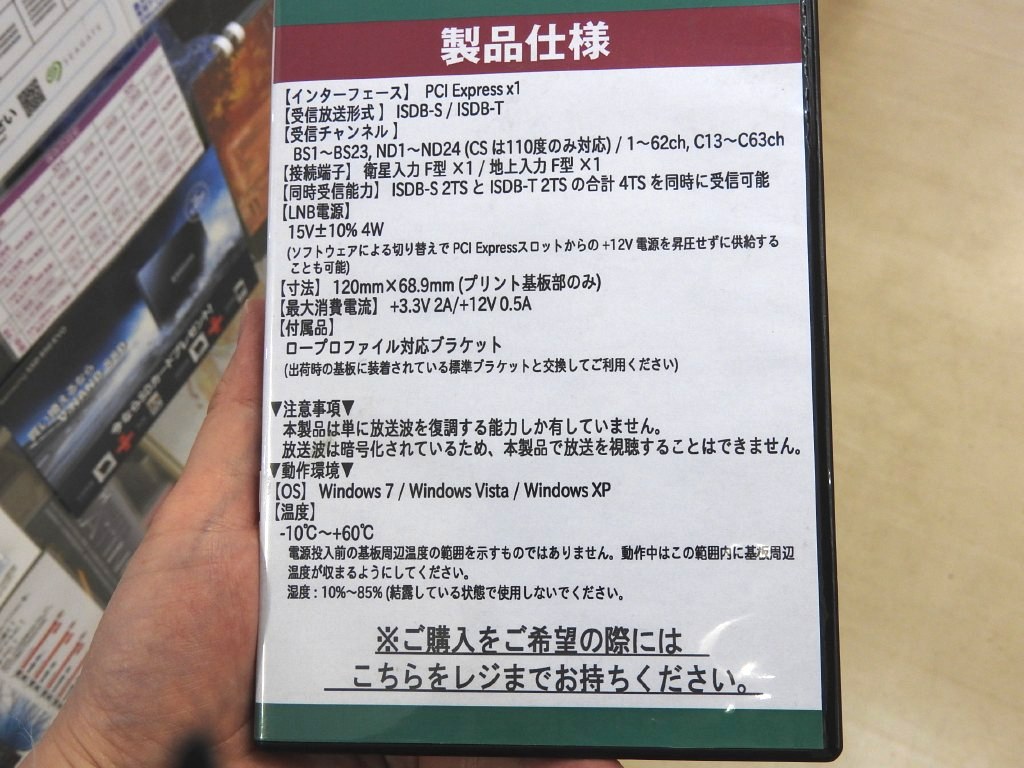 製品仕様
【インターフェース】 PCI Express x1
【受信放送形式 】 ISDB-S / ISDB-T
【受信チャンネル 】
BS1～BS23, ND1～ND24 (CS は110度のみ対応) / 1～62ch, C13～C63ch
【接続端子】 衛星入力 F型 ×1 / 地上入力 F型 ×1
【同時受信能力】 ISDB-S 2TS と ISDB-T 2TS の合計 4TS を同時に受信可能
【LNB電源】
15V±10% 4W
(ソフトウェアによる切り替えで PCI Expressスロットからの +12V 電源を昇圧せずに供給する
ことも可能)
【寸法】 120mm×68.9mm (プリント基板部のみ)
【最大消費電流】 +3.3V 2A/+12V 0.5A
【付属品】
ロープロファイル対応ブラケット
(出荷時の基板に装着されている標準ブラケットと交換してご利用ください)
▼注意事項▼
本製品は単に放送波を復調する能力しか有していません。
放送波は暗号化されているため、本製品で放送を視聴することはできません。
▼動作環境▼
【OS】 Windows 7 / Windows Vista / Windows XP
【温度】
-10℃～+60℃
電源投入前の基板周辺温度の範囲を示すものではありません。動作中はこの範囲内に基板周辺
温度が収まるようにしてください。
湿度 : 10%～85% (結露している状態で使用しないでください。
※ご購入をご希望の際には
こちらをレジまでお持ちください。
SEAGATE